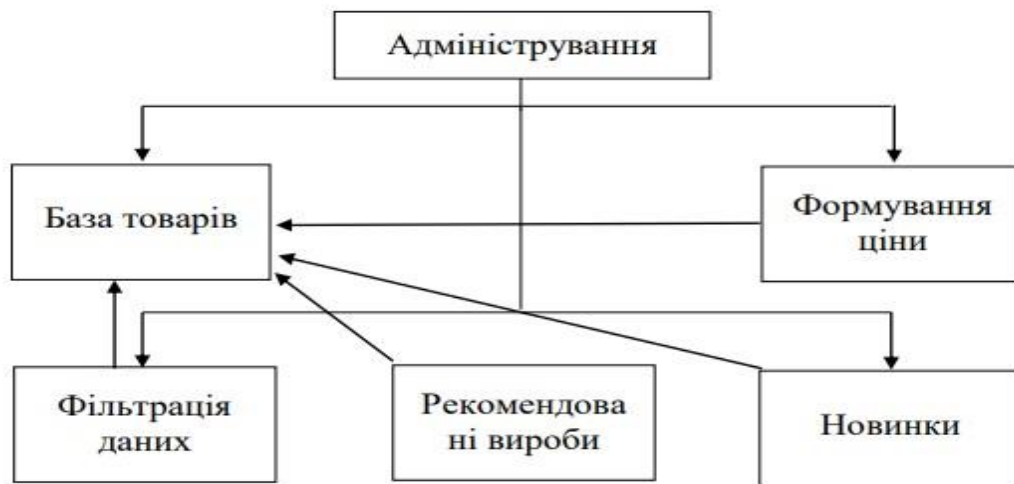 Адміністрування
База товарів
Формування
ціни
Фільтрація
даних
Рекомендова
ні вироби
Новинки